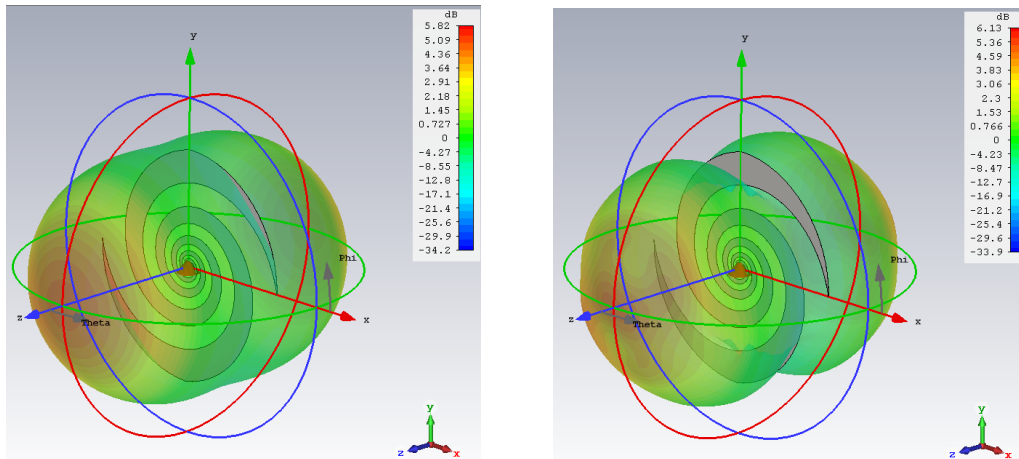 dB
5.82
5.09
4.36
3.64
2.91
2.18
1.45
0.727
0
-4.27
-8.55
-12.8
-17.1
-21.4
-25.6
-29.9
-34.2
y
Phi
z
Theta
x
y
z
x
dB
6.13
5.36
4.59
3.83
3.06
2.3
1.53
0.766
0
-4.23
-8.47
-12.7
-16.9
-21.2
-25.4
-29.6
-33.9
y
Phi
z
Theta
x
y
z
x